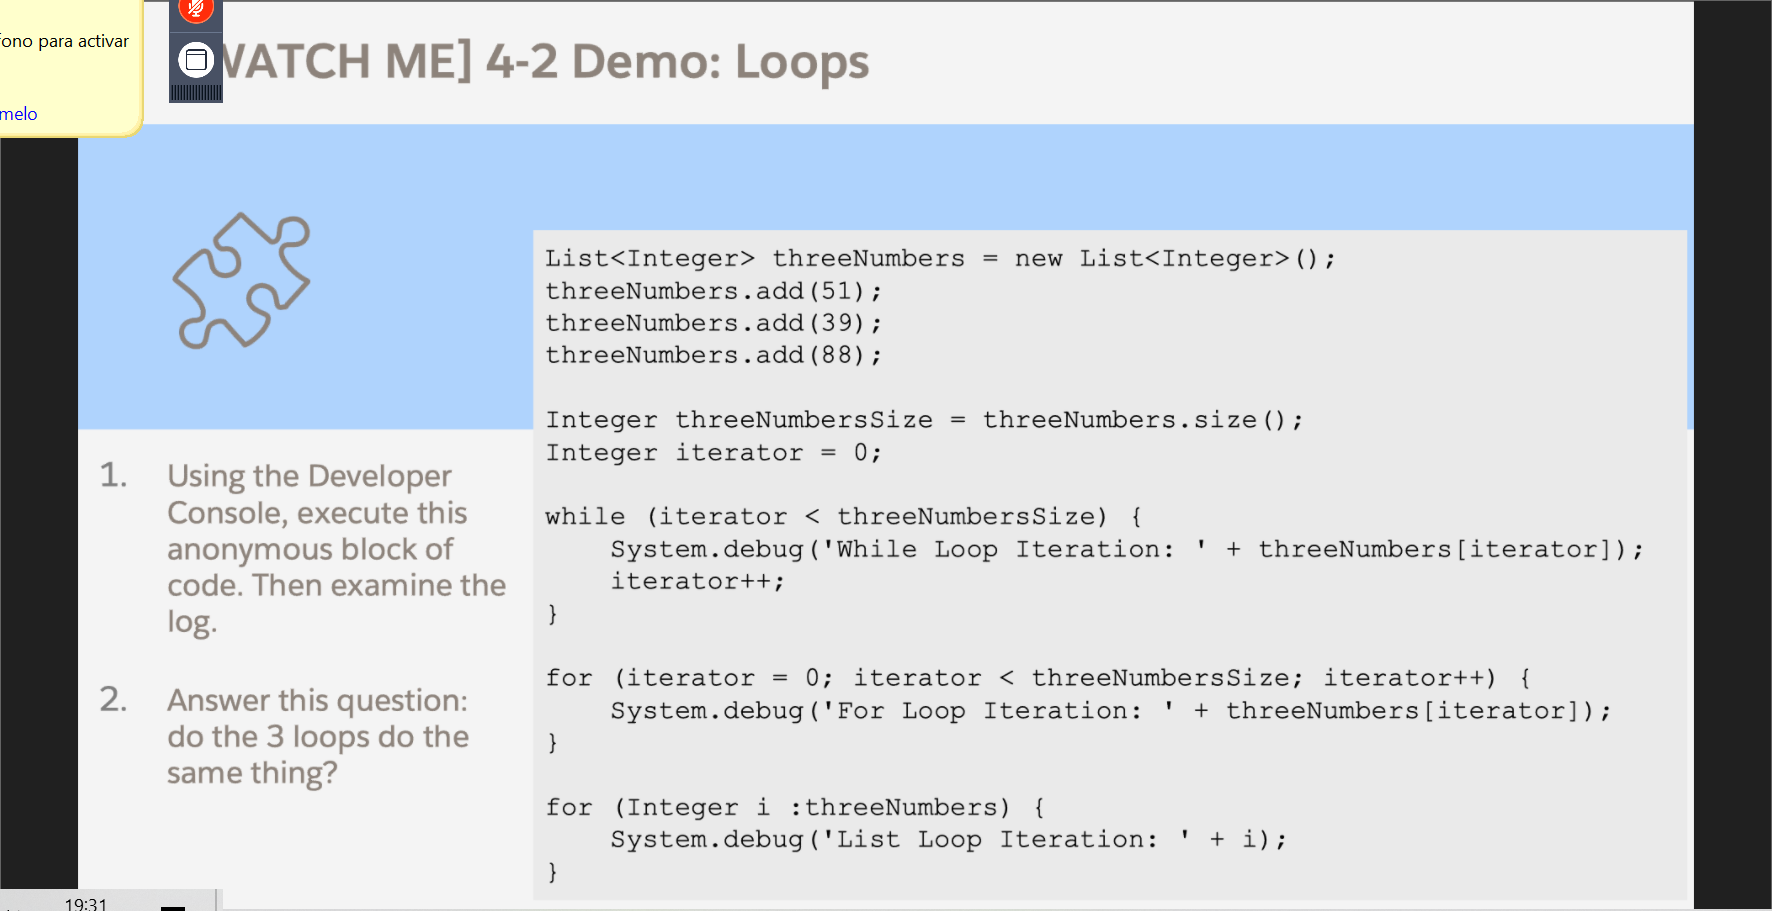 fono para activar
melo
WATCH ME] 4-2 Demo: Loops
List<Integer> threeNumbers = new List<Integer>();
threeNumbers.add(51);
threeNumbers.add(39);
threeNumbers.add(88);
Integer threeNumbersSize = threeNumbers.size();
Integer iterator = 0;
while (iterator < threeNumbersSize) {
System.debug('While Loop Iteration: ' + threeNumbers[iterator]);
iterator++;
}
for (iterator = 0; iterator < threeNumbersSize; iterator++) {
System.debug('For Loop Iteration: ' + threeNumbers[iterator]);
}
for (Integer i :threeNumbers) {
System.debug('List Loop Iteration: ' + i);
}
1. Using the Developer
Console, execute this
anonymous block of
code. Then examine the
log.
2. Answer this question:
do the 3 loops do the
same thing?
19:31